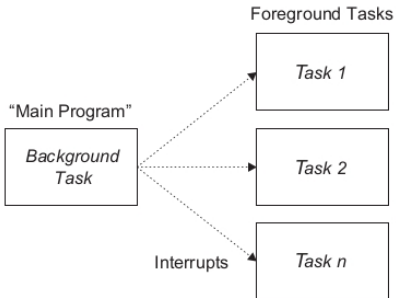 Foreground Tasks
Task 1
“Main Program”
Background
Task
Task 2
Interrupts
Task n